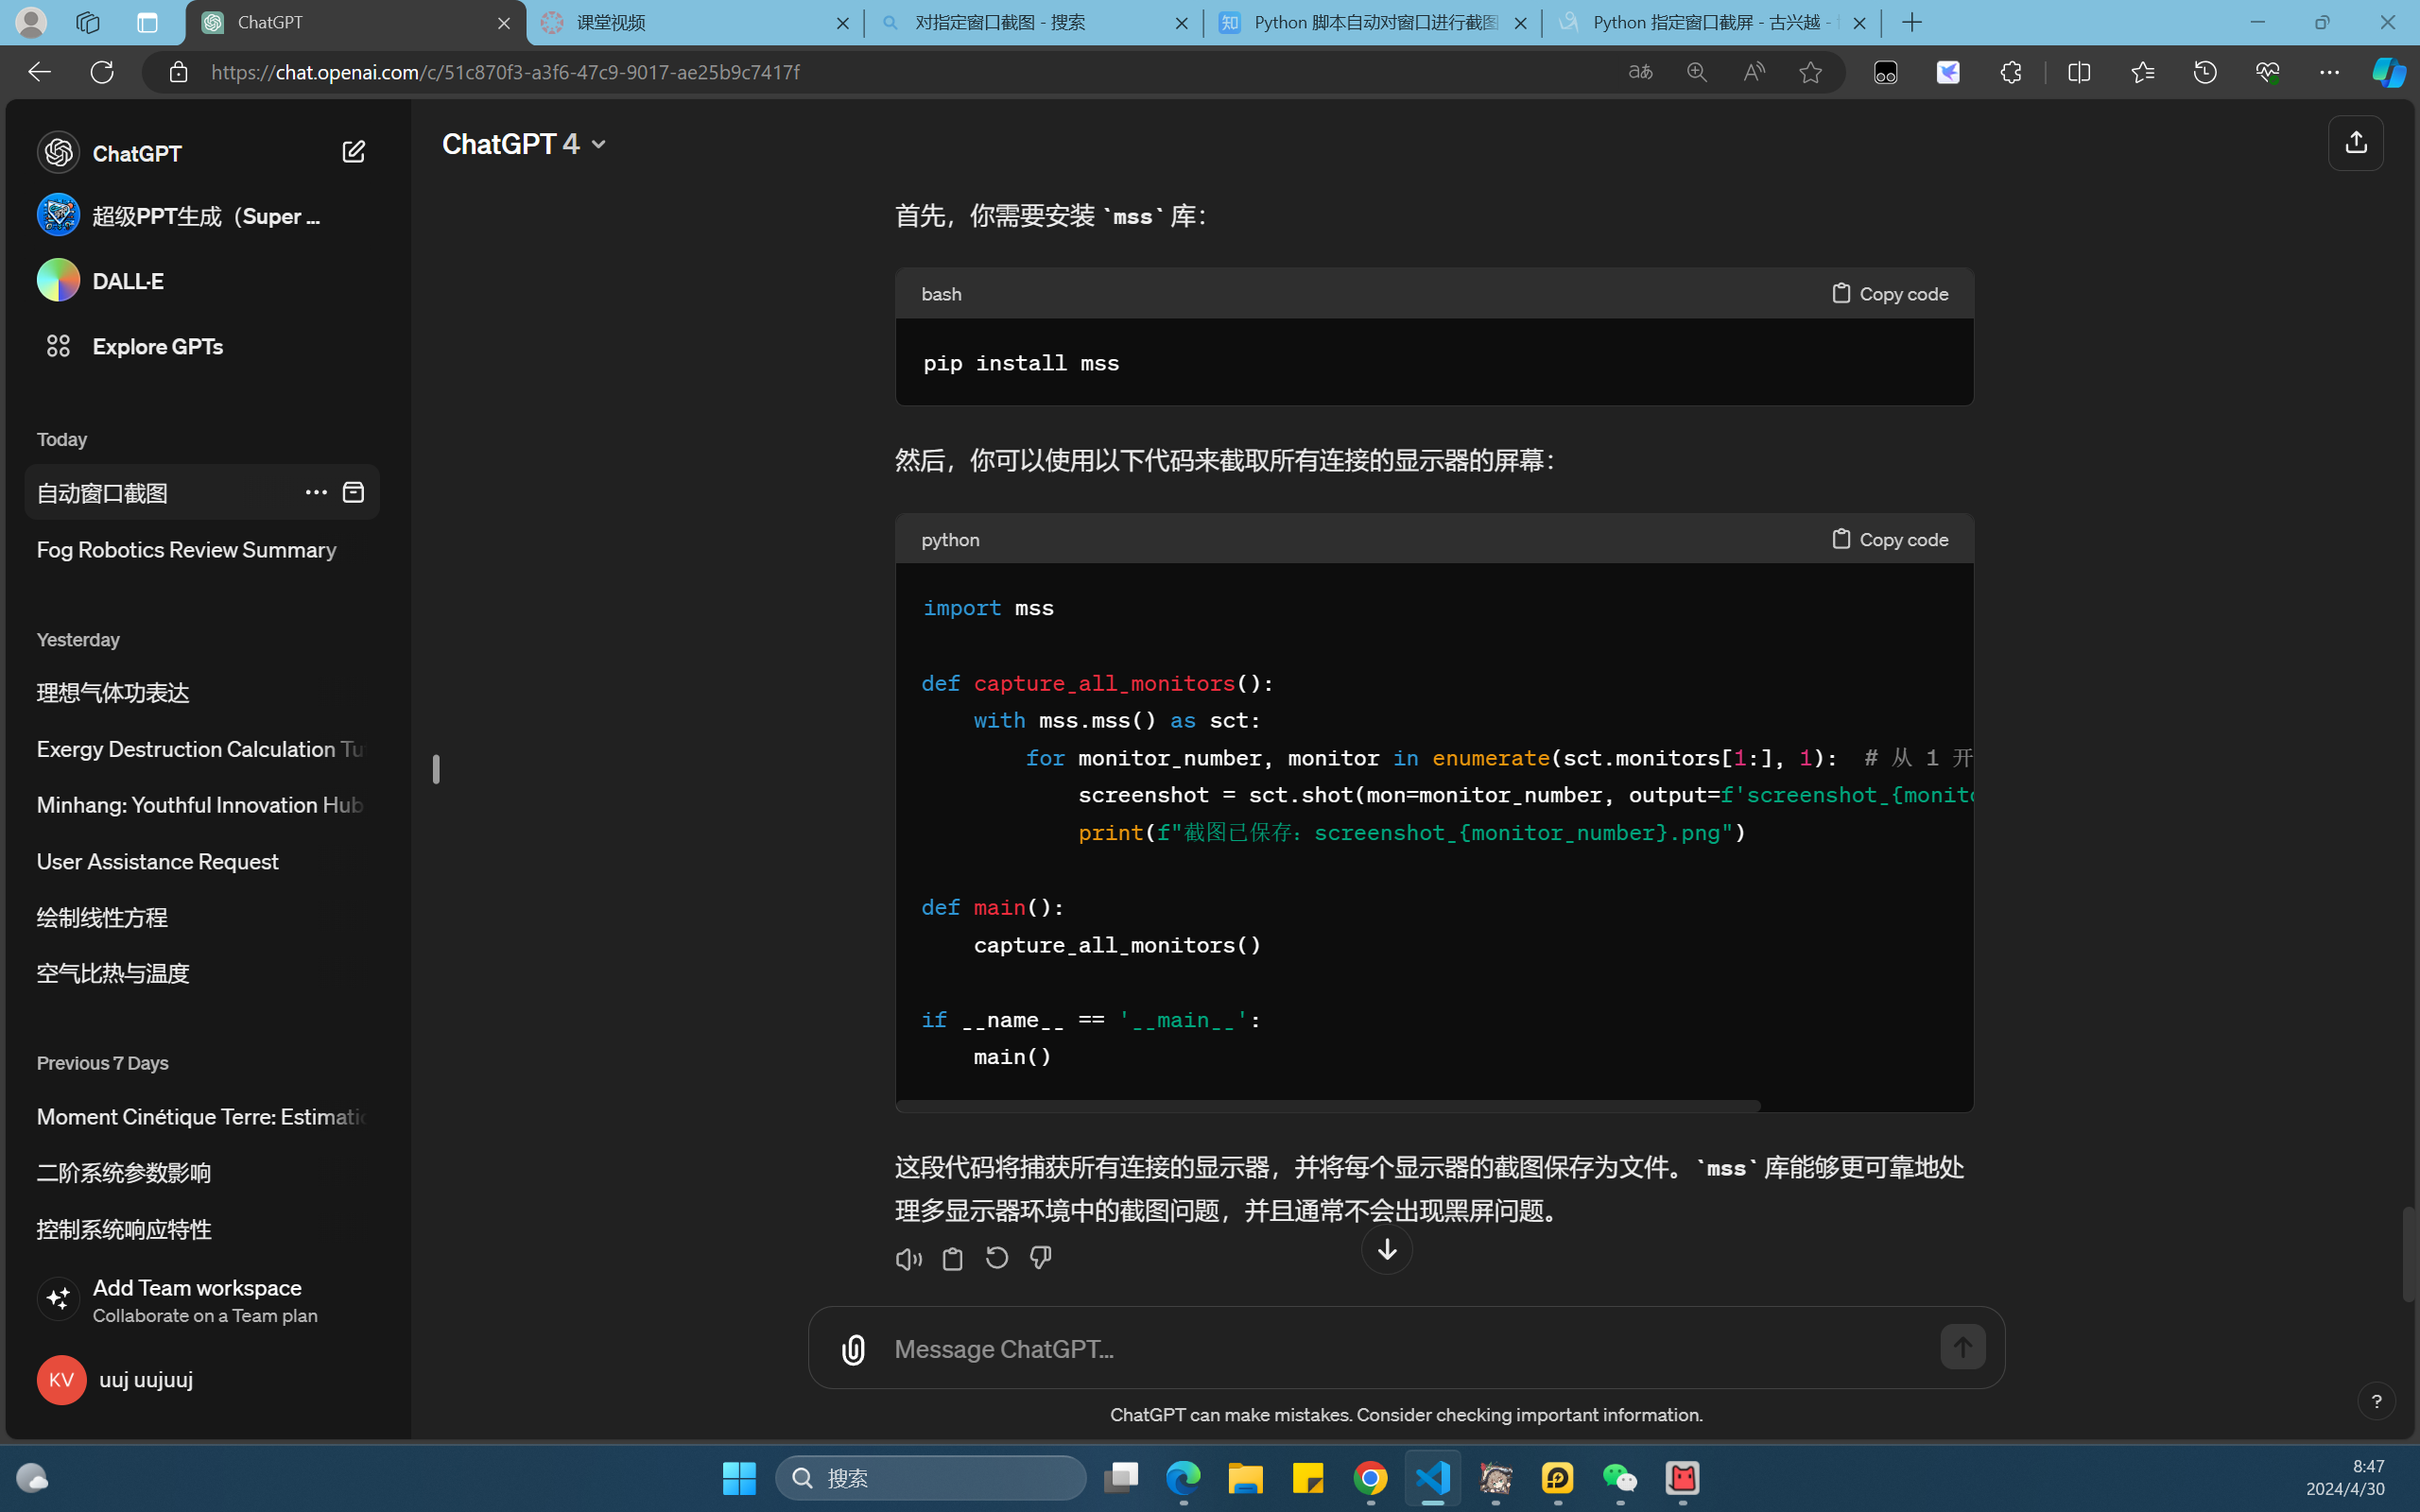 ChatGPT
课堂视频
对指定窗口截图 - 搜索
Python 脚本自动对窗口进行截图
Python 指定窗口截屏 - 古兴越 -
https://chat.openai.com/c/51c870f3-a3f6-47c9-9017-ae25b9c7417f
ChatGPT
超级PPT生成（Super ...
DALL·E
Explore GPTs
Today
自动窗口截图
Fog Robotics Review Summary
Yesterday
理想气体功表达
Exergy Destruction Calculation Tu
Minhang: Youthful Innovation Hub
User Assistance Request
绘制线性方程
空气比热与温度
Previous 7 Days
Moment Cinétique Terre: Estimatio
二阶系统参数影响
控制系统响应特性
Add Team workspace
Collaborate on a Team plan
KV uuj uujuuj
ChatGPT 4
首先，你需要安装 `mss` 库：
bash Copy code
pip install mss
然后，你可以使用以下代码来截取所有连接的显示器的屏幕：
python Copy code
import mss
def capture_all_monitors():
with mss.mss() as sct:
for monitor_number, monitor in enumerate(sct.monitors[1:], 1): # 从 1 开
screenshot = sct.shot(mon=monitor_number, output=f'screenshot_{monito
print(f"截图已保存：screenshot_{monitor_number}.png")
def main():
capture_all_monitors()
if __name__ == '__main__':
main()
这段代码将捕获所有连接的显示器，并将每个显示器的截图保存为文件。`mss` 库能够更可靠地处
理多显示器环境中的截图问题，并且通常不会出现黑屏问题。
Message ChatGPT...
ChatGPT can make mistakes. Consider checking important information.
?
搜索
8:47
2024/4/30